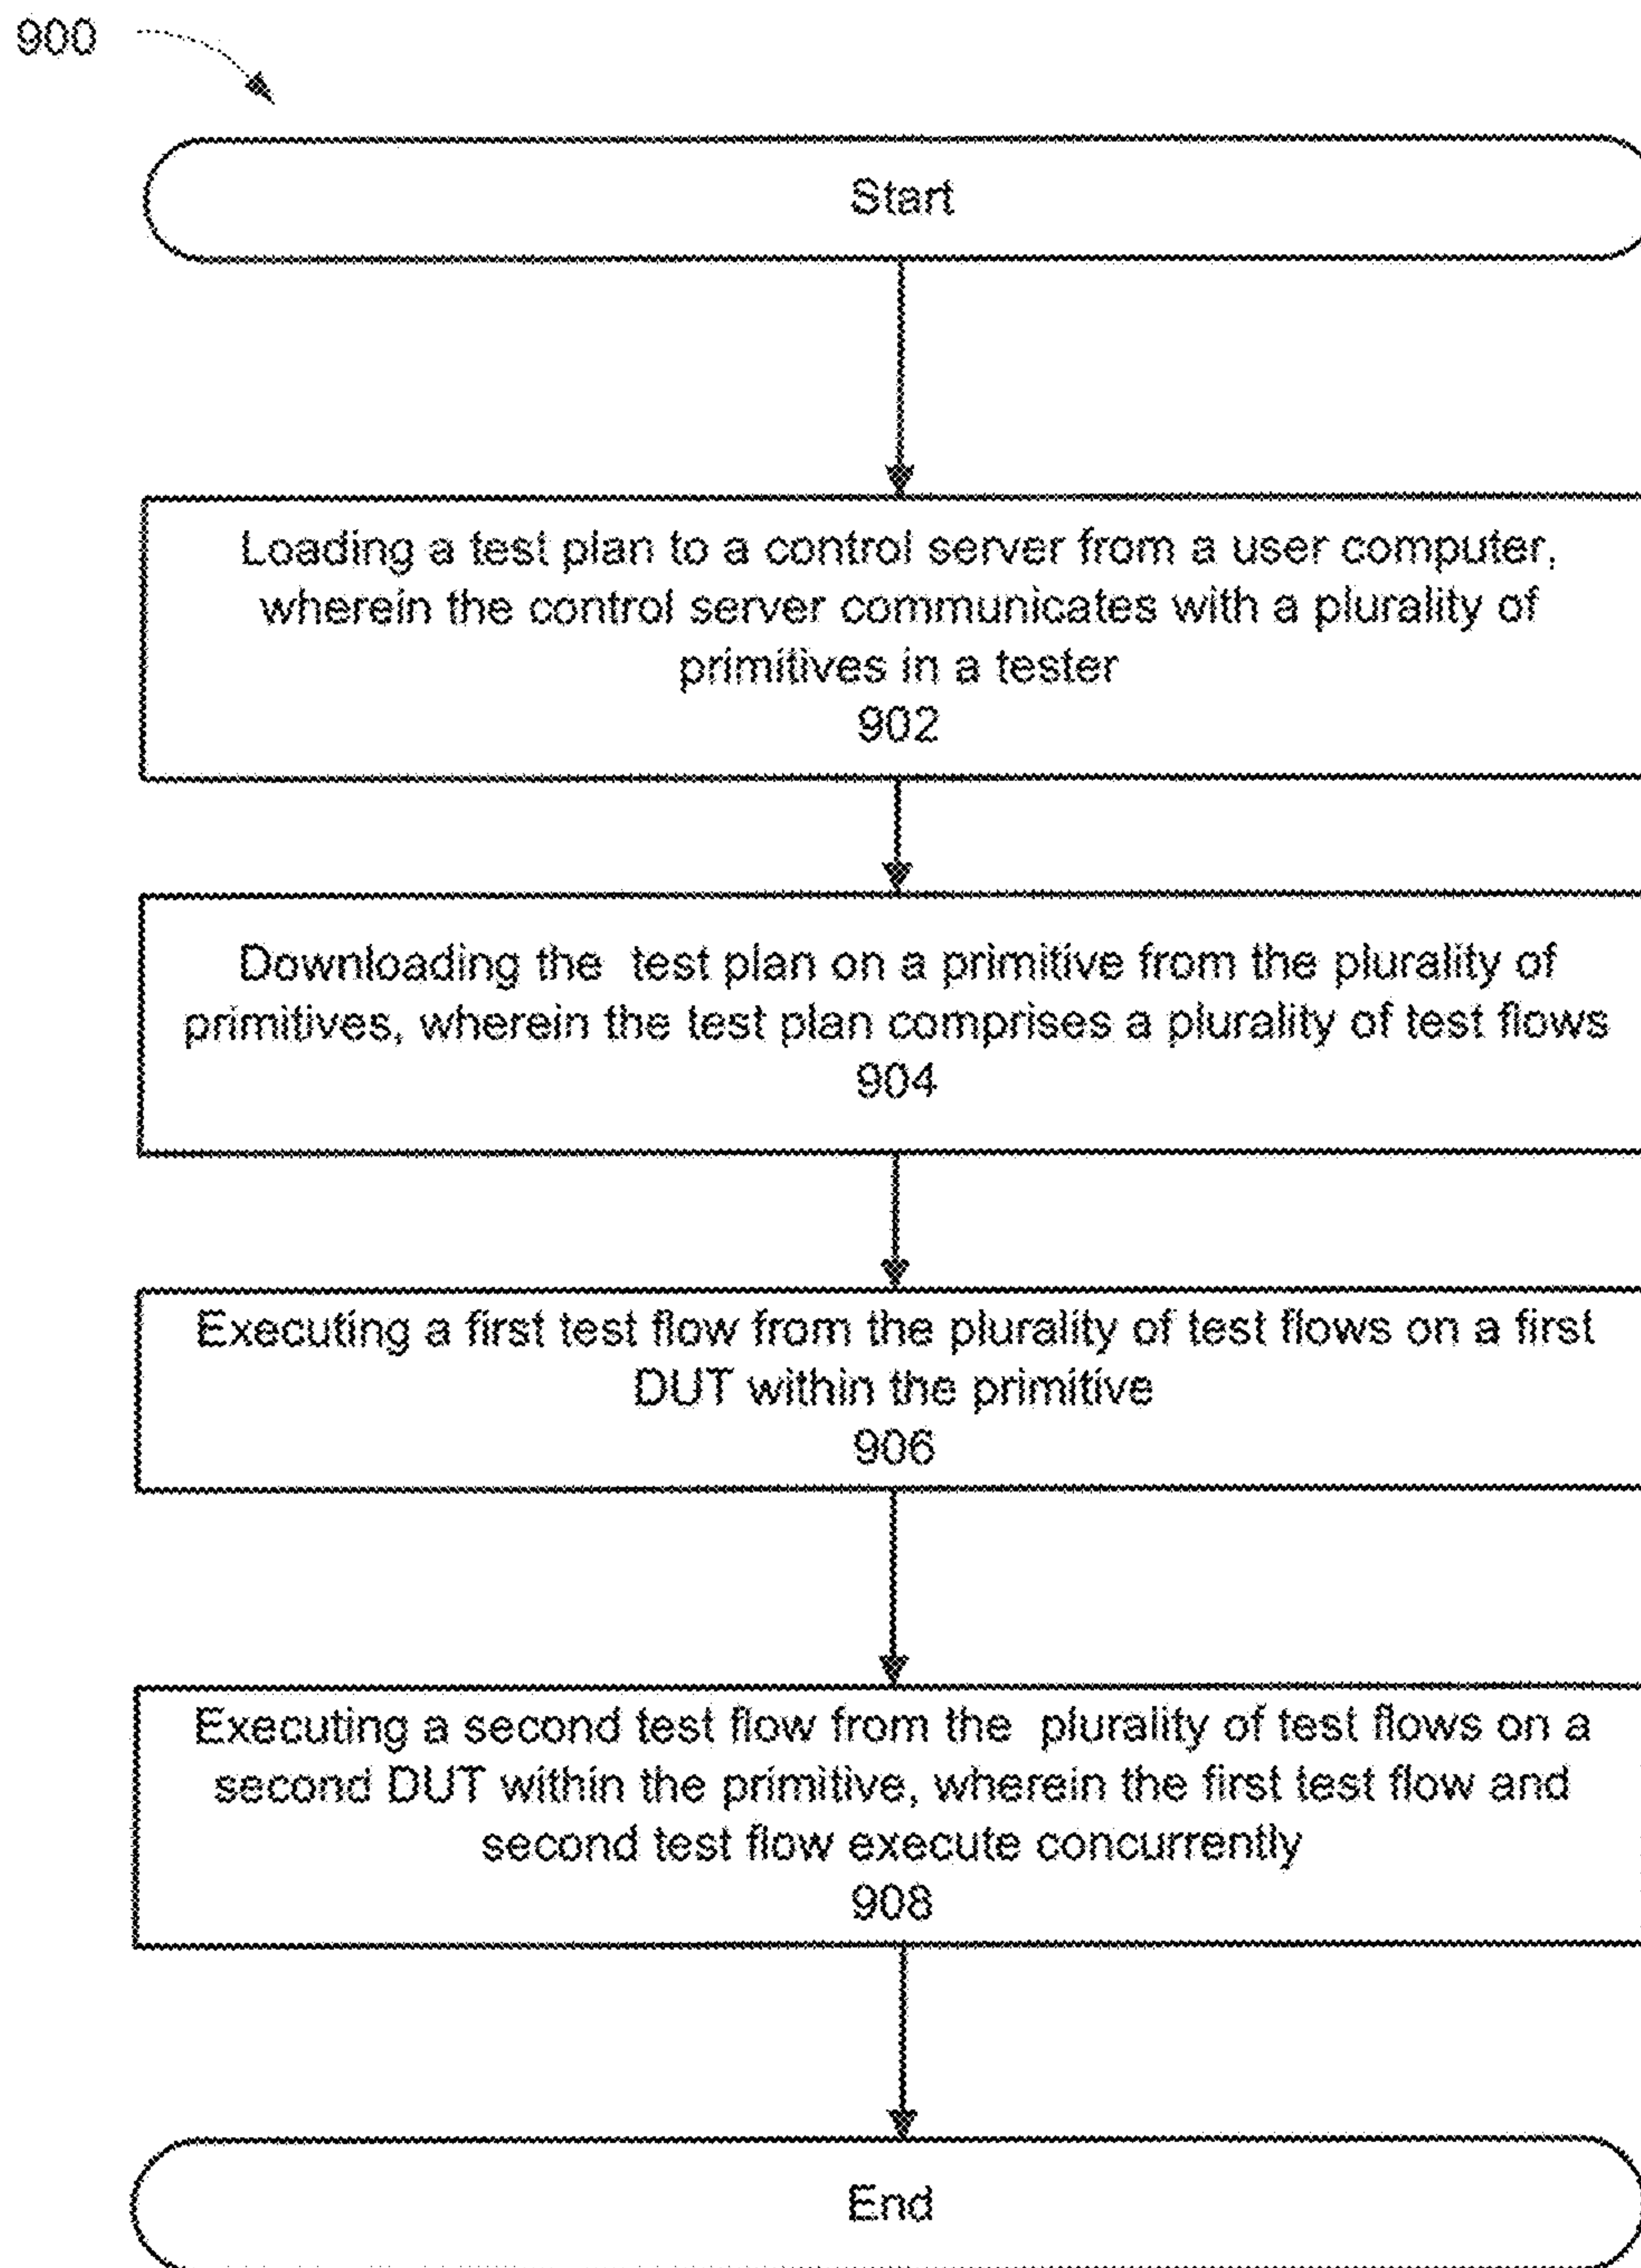 900
Start
Loading a test plan to a control server from a user computer,
wherein the control server communicates with a plurality of
primitives in a tester
902
Downloading the test plan on a primitive from the plurality of
primitives, wherein the test plan comprises a plurality of test flows
904
Executing a first test flow from the plurality of test flows on a first
DUT within the primitive
906
Executing a second test flow from the plurality of test flows on a
second DUT within the primitive, wherein the first test flow and
second test flow execute concurrently
908
End